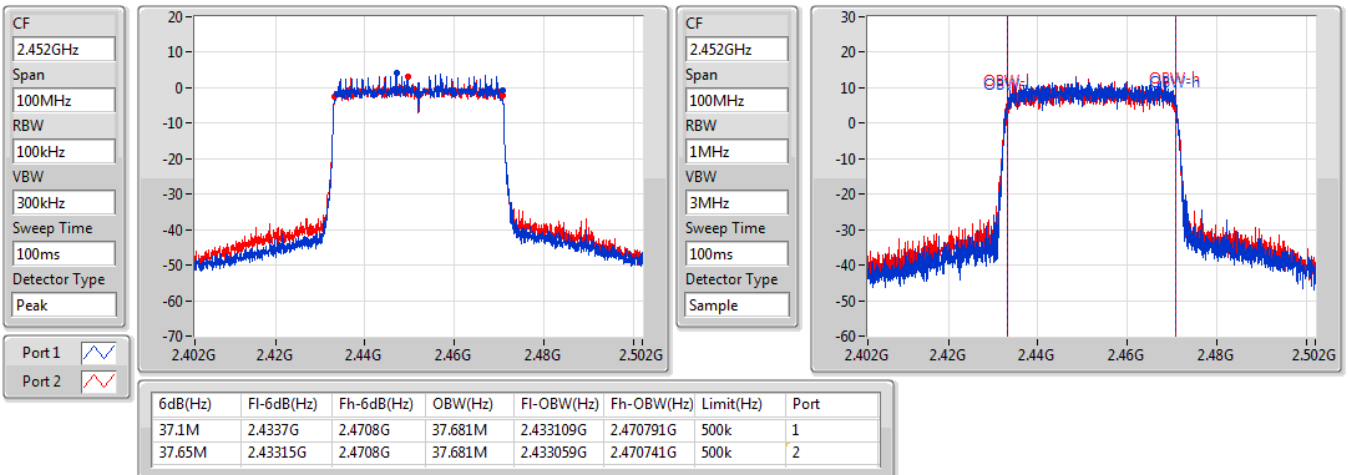 CF
2.452GHz
Span
100MHz
RBW
100kHz
VBW
300kHz
Sweep Time
100ms
Detector Type
Peak
Port 1
Port 2
20
10
0
-10
-20
-30
-40
-50
-60
-70
2.402G 2.42G 2.44G 2.46G 2.48G 2.502G
CF
2.452GHz
Span
100MHz
RBW
1MHz
VBW
3MHz
Sweep Time
100ms
Detector Type
Sample
30
20
10
0
-10
-20
-30
-40
-50
-60
OBW-l OBW-h
OBW-l OBW-h
2.402G 2.42G 2.44G 2.46G 2.48G 2.502G
6dB(Hz) Fl-6dB(Hz) Fh-6dB(Hz) OBW(Hz) Fl-OBW(Hz) Fh-OBW(Hz) Limit(Hz) Port
37.1M 2.4337G 2.4708G 37.681M 2.433109G 2.470791G 500k 1
37.65M 2.43315G 2.4708G 37.681M 2.433059G 2.470741G 500k 2